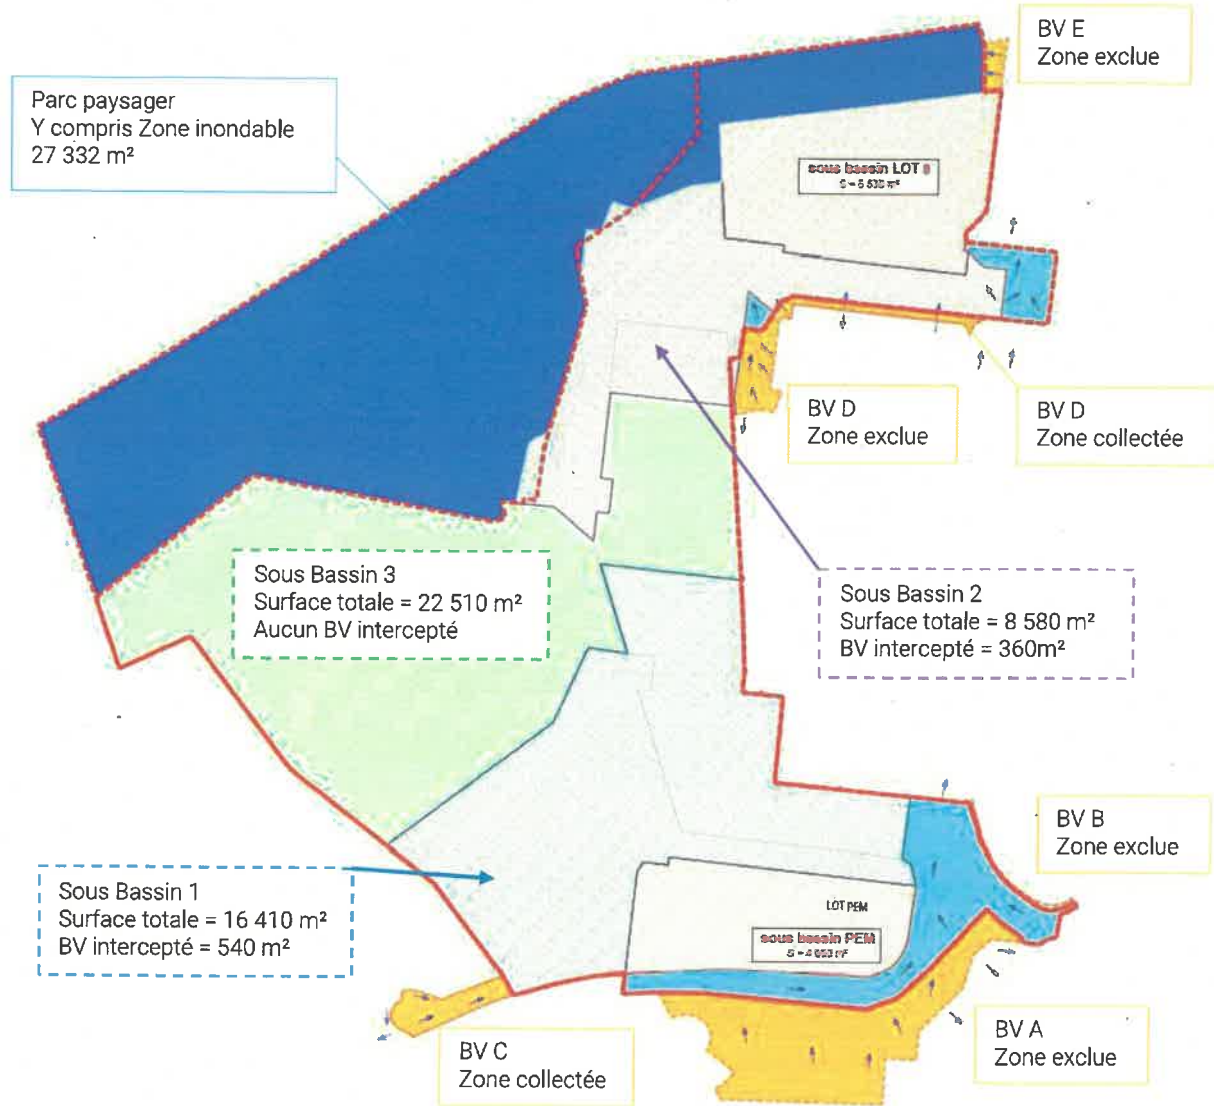 BV E
Zone exclue
Parc paysager
Y compris Zone inondable
27 332 m²
sous bassin LOT
BV D
Zone exclue
BV D
Zone collectée
Sous Bassin 3
Surface totale = 22 510 m²
Aucun BV intercepté
Sous Bassin 2
Surface totale = 8 580 m²
BV intercepté = 360m²
BV B
Zone exclue
Sous Bassin 1
Surface totale = 16 410 m²
BV intercepté = 540 m²
LOT PEM
sous bassin PEM
BV A
Zone exclue
BV C
Zone collectée